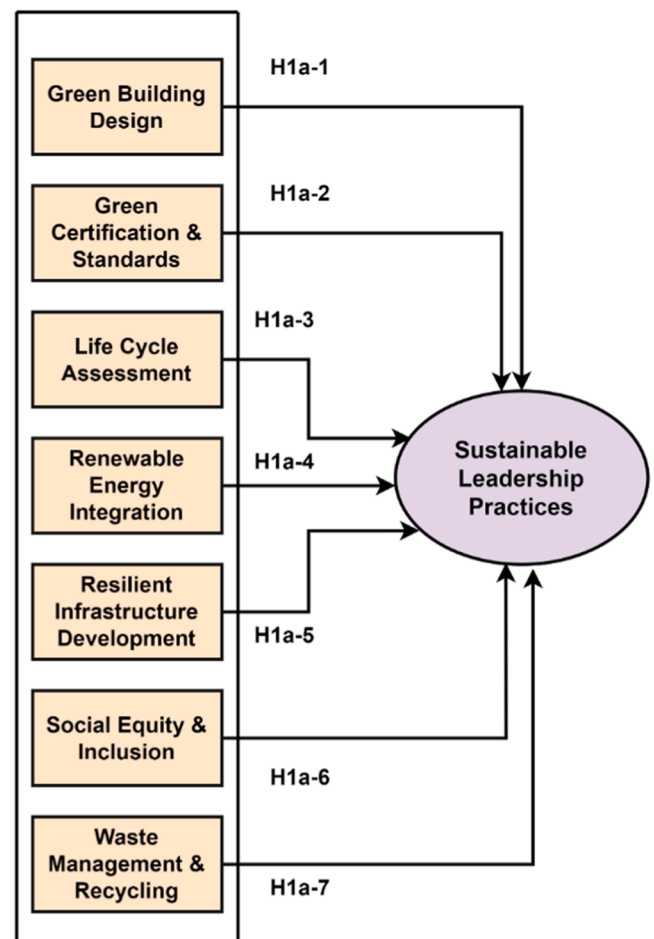 H1a-1
Green Building
Design
H1a-2
Green
Certification &
Standards
H1a-3
Life Cycle
Assessment
H1a-4
Renewable
Energy
Integration
Sustainable
Leadership
Practices
Resilient
Infrastructure
Development
H1a-5
Social Equity &
Inclusion
H1a-6
Waste
Management &
Recycling
H1a-7